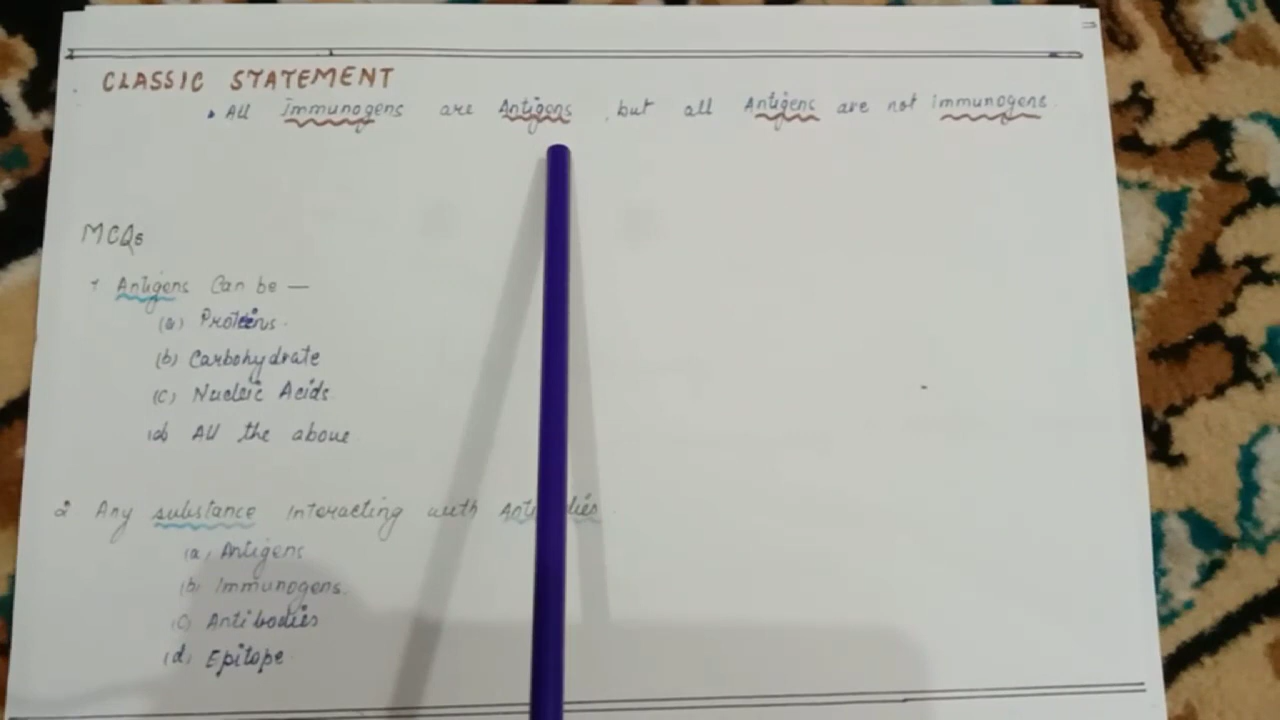 CLASSIC STATEMENT
All Immunogens are Antigens, but all Antigens are not immunogens.
MCQs
Antigens Can be —
(a) Proteins.
(b) Carbohydrate
(c) Nucleic Acids
(d) All the above
2 Any substance interacting with
(a) Antigens
(b) Immunogens.
(c) Antibodies
(d) Epitope.